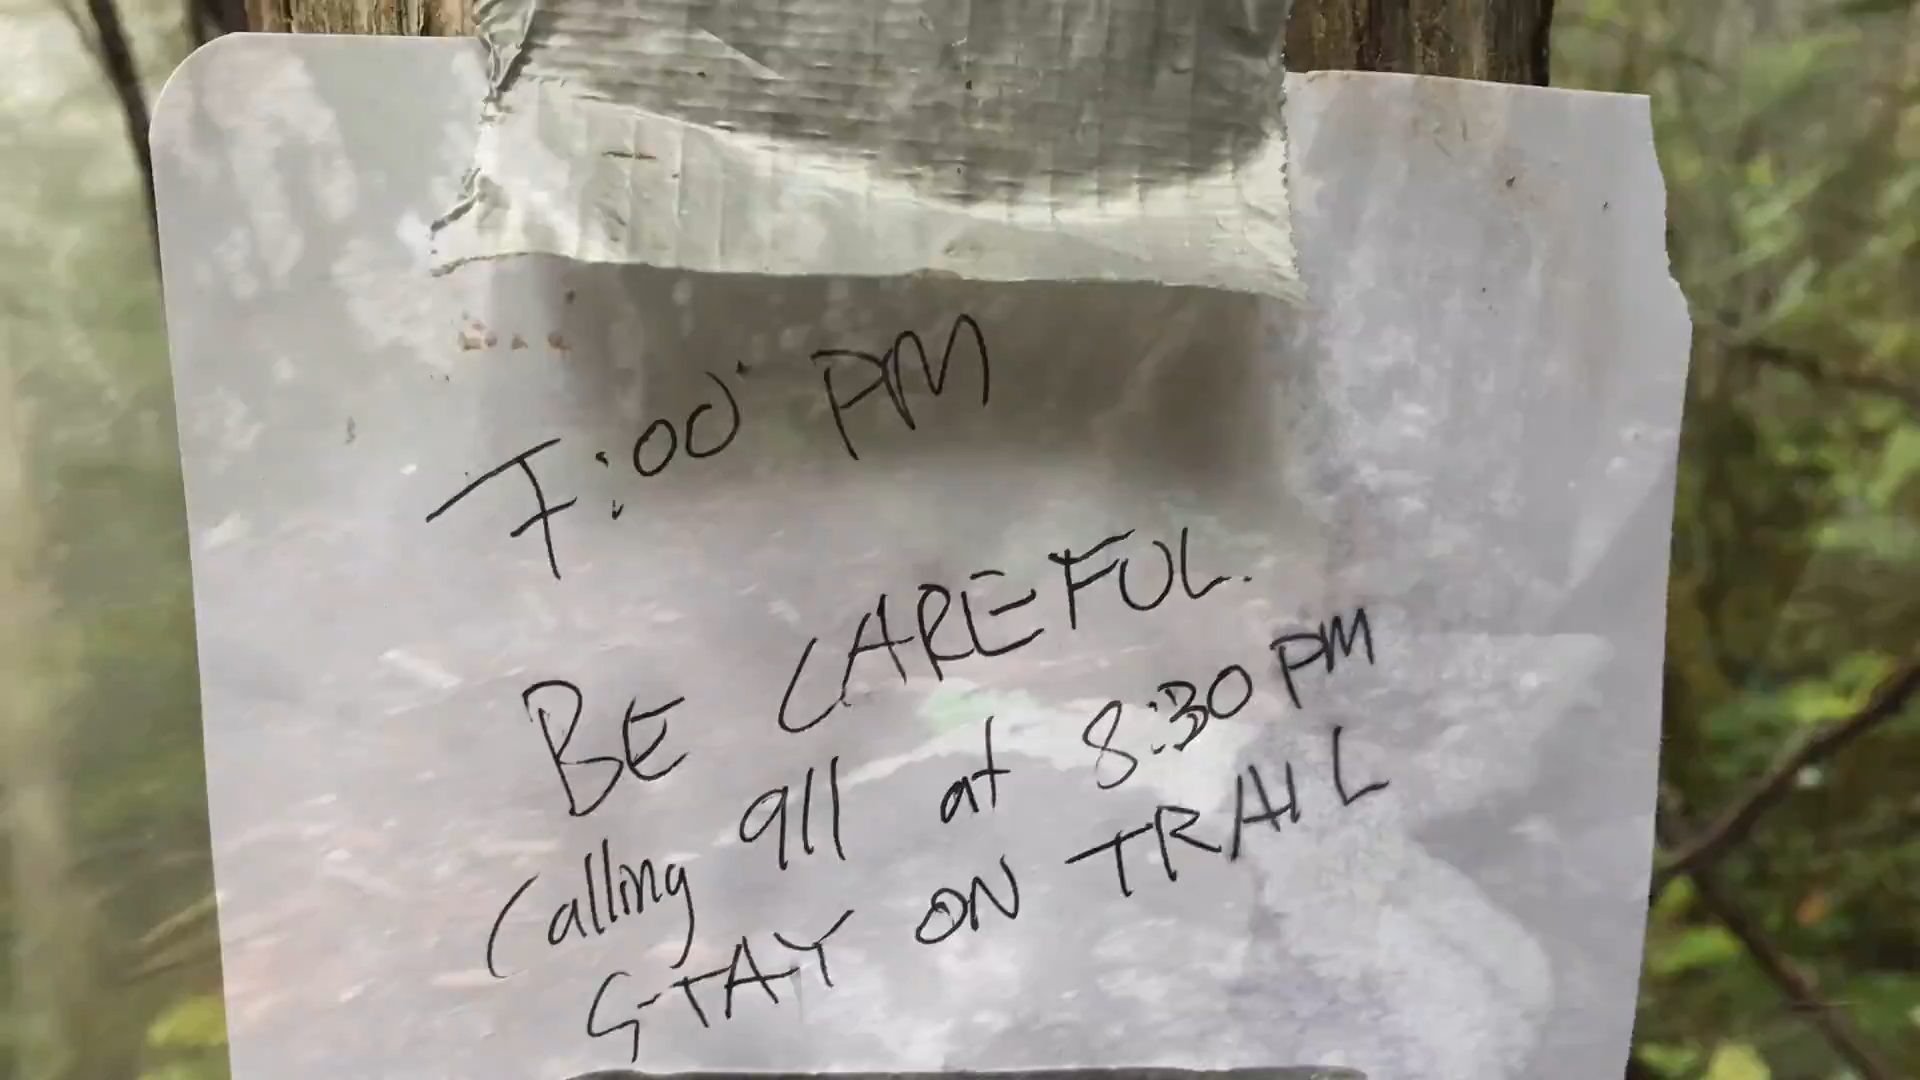 7:00 PM
BE CAREFUL.
Calling 911 at 8:30 PM
STAY ON TRAIL